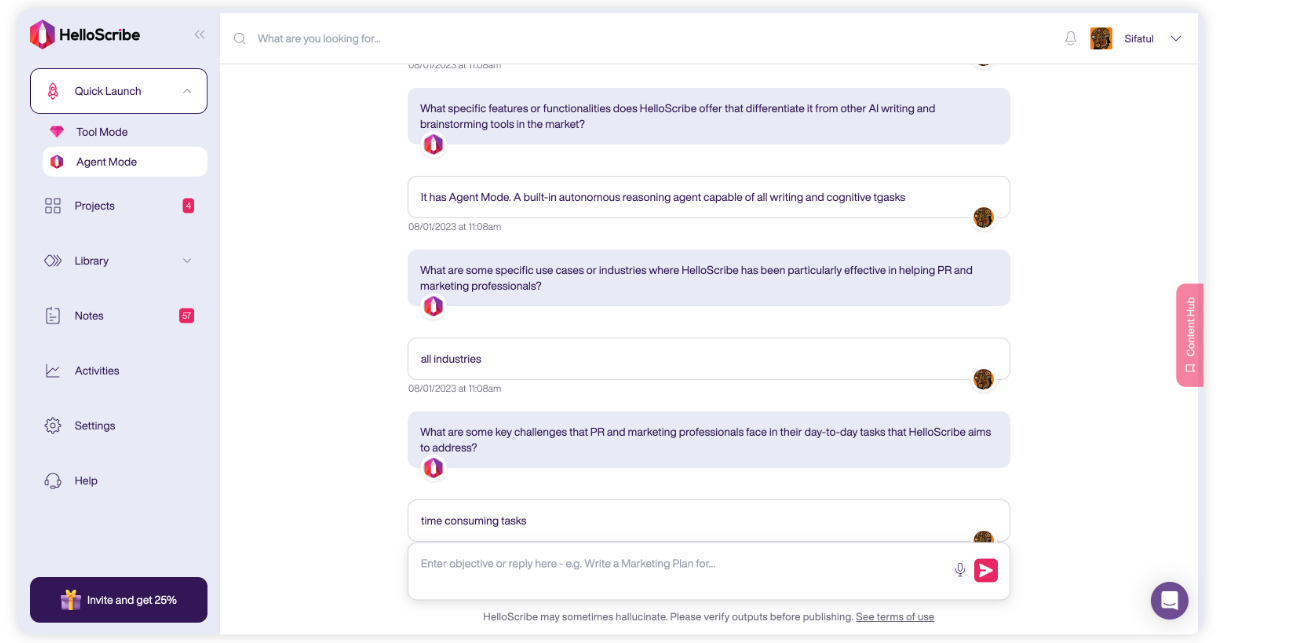 HelloScribe
What are you looking for...
Sifatul
Quick Launch
Tool Mode
Agent Mode
Projects
4
Library
Notes
57
Activities
Settings
Help
Invite and get 25%
08/01/2023 at 11:08am
What specific features or functionalities does HelloScribe offer that differentiate it from other AI writing and
brainstorming tools in the market?
It has Agent Mode. A built-in autonomous reasoning agent capable of all writing and cognitive tgasks
08/01/2023 at 11:08am
What are some specific use cases or industries where HelloScribe has been particularly effective in helping PR and
marketing professionals?
all industries
08/01/2023 at 11:08am
What are some key challenges that PR and marketing professionals face in their day-to-day tasks that HelloScribe aims
to address?
time consuming tasks
Enter objective or reply here - e.g. Write a Marketing Plan for...
HelloScribe may sometimes hallucinate. Please verify outputs before publishing. See terms of use
Content Hub